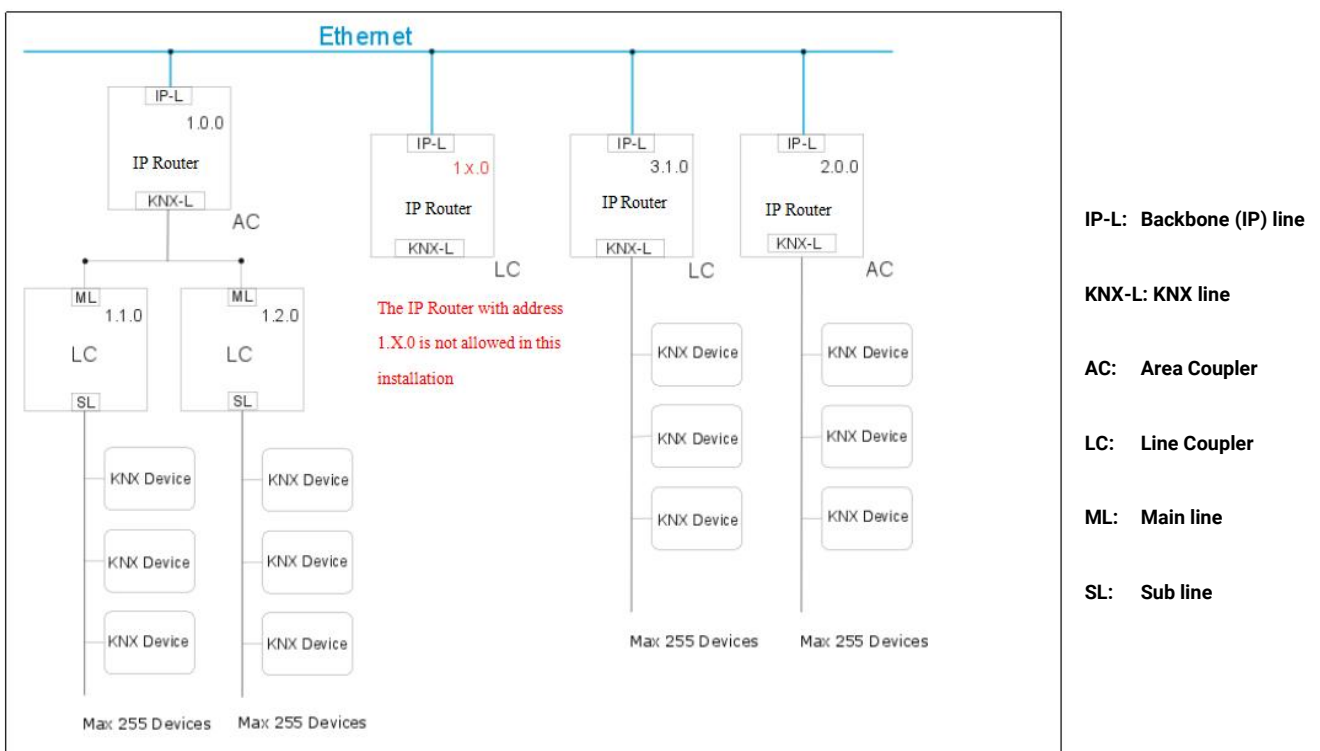 Ethernet
IP-L
1.0.0
IP Router
KNX-L
AC
ML
1.1.0
LC
SL
ML
1.2.0
LC
SL
KNX Device
KNX Device
KNX Device
Max 255 Devices
KNX Device
KNX Device
KNX Device
Max 255 Devices
IP-L
1.x.0
IP Router
KNX-L
LC
The IP Router with address
1.X.0 is not allowed in this
installation
IP-L
3.1.0
IP Router
KNX-L
LC
KNX Device
KNX Device
KNX Device
Max 255 Devices
IP-L
2.0.0
IP Router
KNX-L
AC
KNX Device
KNX Device
KNX Device
Max 255 Devices
IP-L: Backbone (IP) line
KNX-L: KNX line
AC: Area Coupler
LC: Line Coupler
ML: Main line
SL: Sub line